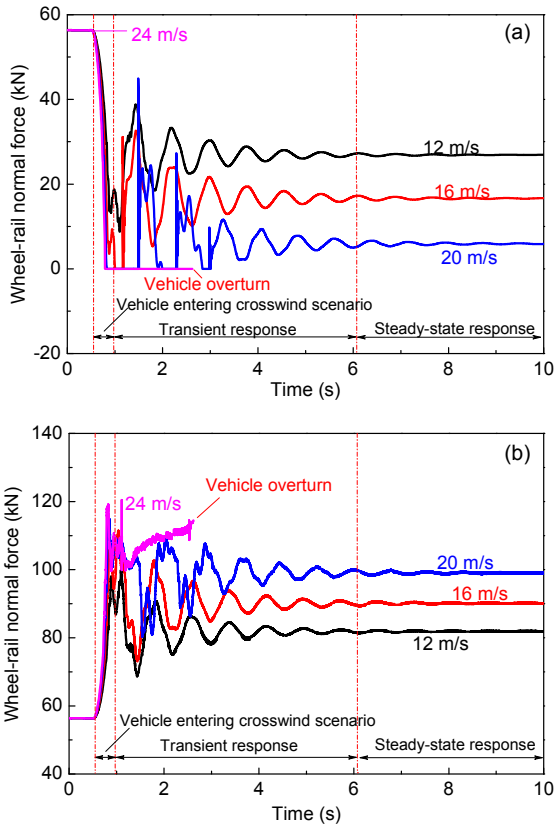 (a)
24 m/s
12 m/s
16 m/s
20 m/s
Vehicle overturn
Vehicle entering crosswind scenario
Transient response
Steady-state response
Wheel-rail normal force (kN)
60
40
20
0
-20
0 2 4 6 8 10
Time (s)
(b)
24 m/s
Vehicle overturn
20 m/s
16 m/s
12 m/s
Vehicle entering crosswind scenario
Transient response
Steady-state response
Wheel-rail normal force (kN)
140
120
100
80
60
40
0 2 4 6 8 10
Time (s)